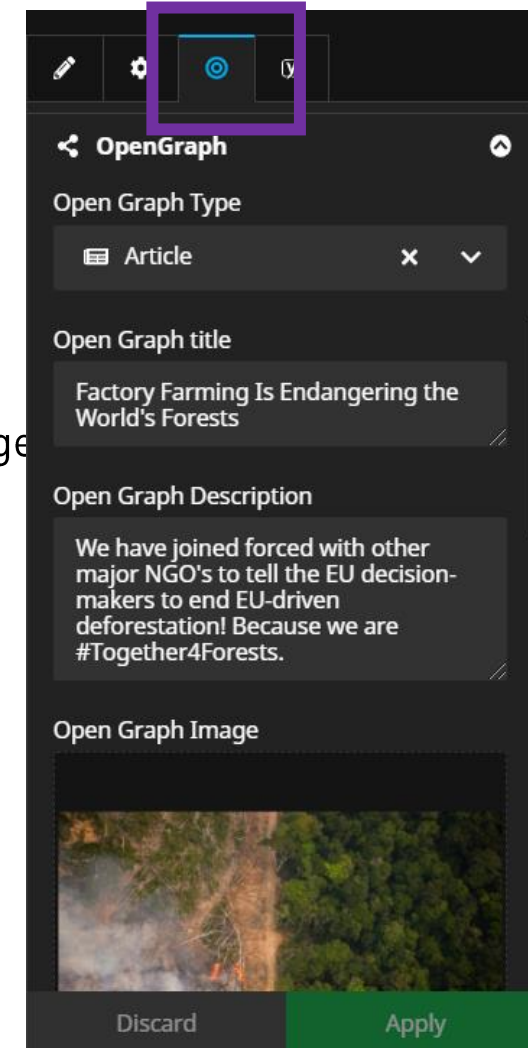 OpenGraph
Open Graph Type
Article
Open Graph title
Factory Farming Is Endangering the
World's Forests
ge
Open Graph Description
We have joined forced with other
major NGO's to tell the EU decision-
makers to end EU-driven
deforestation! Because we are
#Together4Forests.
Open Graph Image
Discard Apply